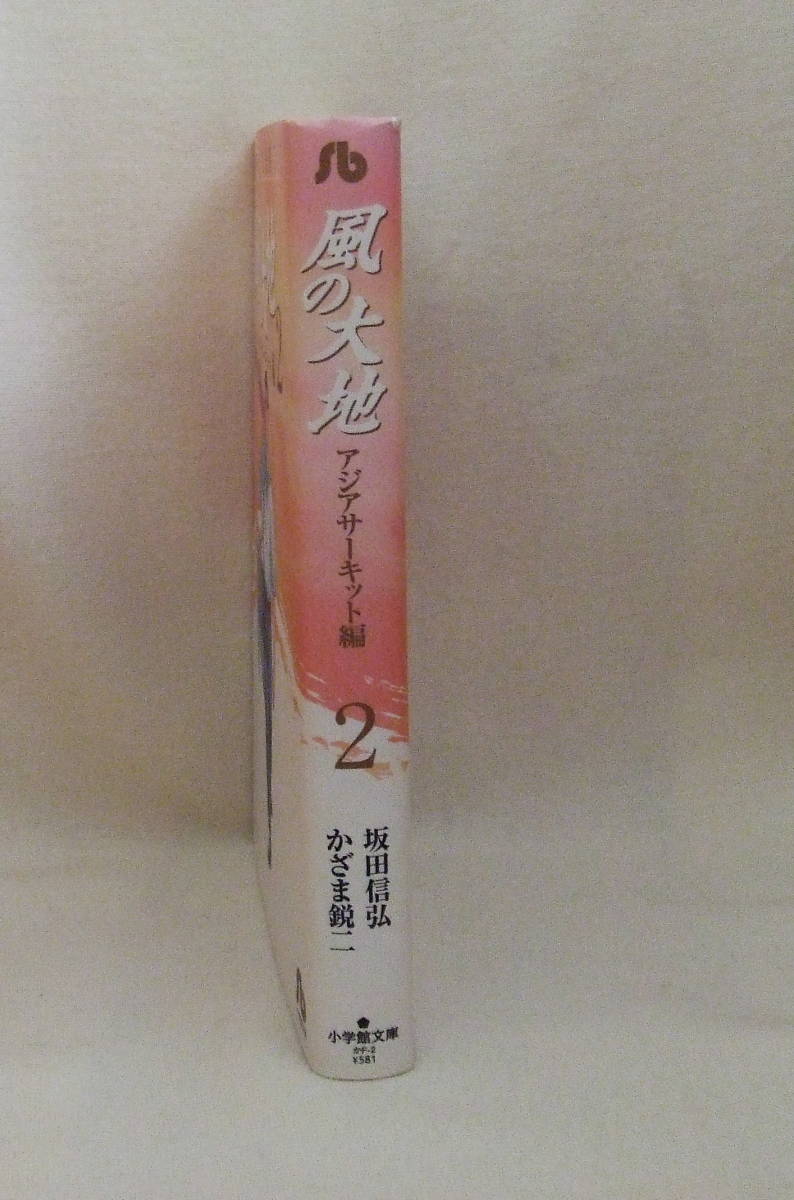 Sb
風の大地
アジアサーキット編
2
坂田信弘
かざま鋭二
小学館文庫
¥581